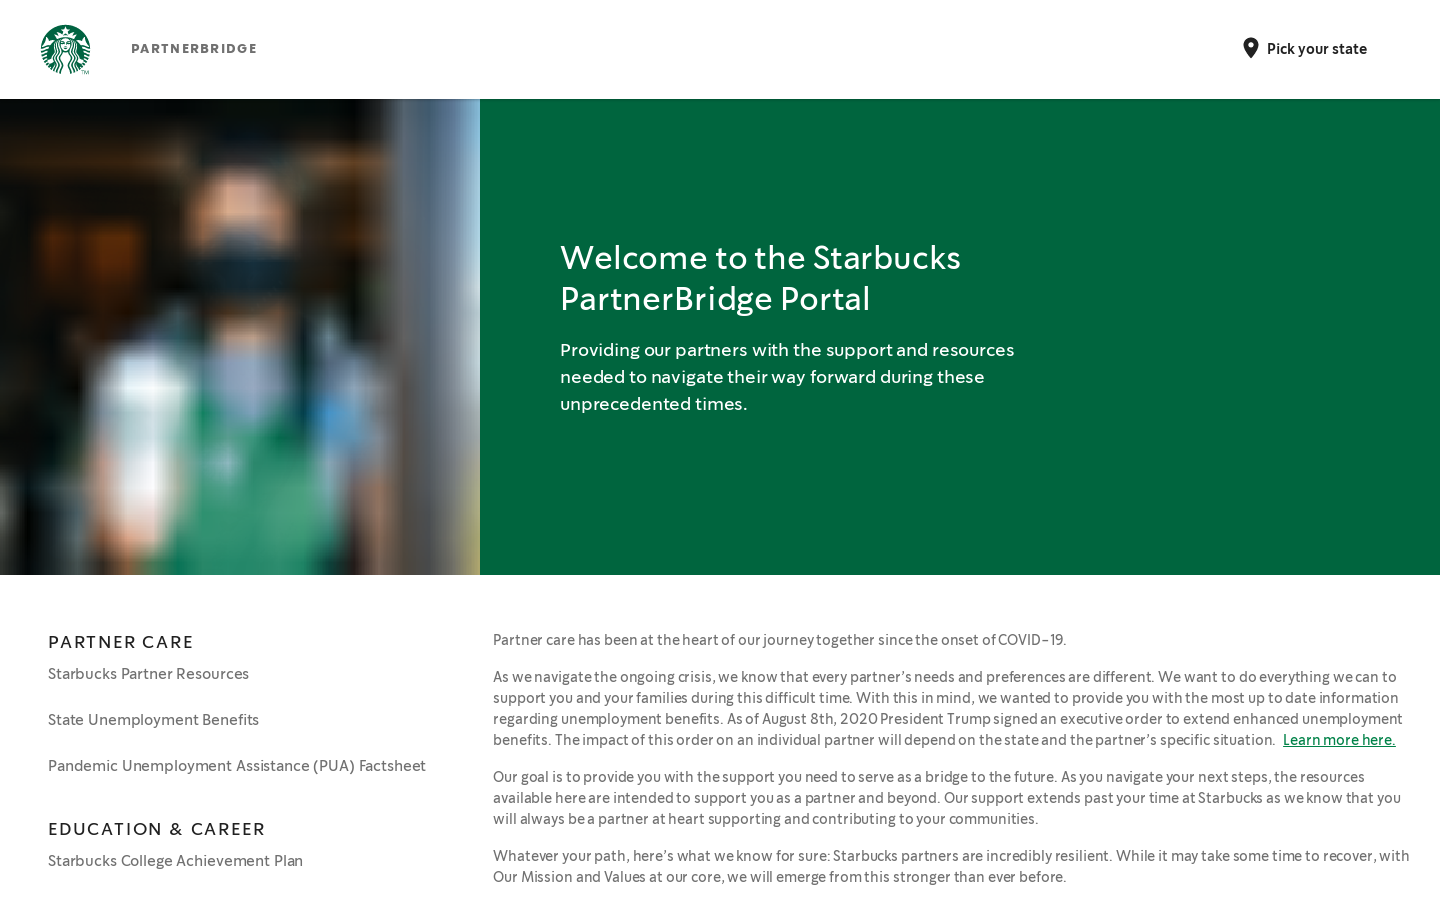 PARTNERBRIDGE
Pick your state
Welcome to the Starbucks
PartnerBridge Portal
Providing our partners with the support and resources
needed to navigate their way forward during these
unprecedented times.
PARTNER CARE
Starbucks Partner Resources
State Unemployment Benefits
Pandemic Unemployment Assistance (PUA) Factsheet
EDUCATION & CAREER
Starbucks College Achievement Plan
Partner care has been at the heart of our journey together since the onset of COVID-19.
As we navigate the ongoing crisis, we know that every partner’s needs and preferences are different. We want to do everything we can to
support you and your families during this difficult time. With this in mind, we wanted to provide you with the most up to date information
regarding unemployment benefits. As of August 8th, 2020 President Trump signed an executive order to extend enhanced unemployment
benefits. The impact of this order on an individual partner will depend on the state and the partner’s specific situation. Learn more here.
Our goal is to provide you with the support you need to serve as a bridge to the future. As you navigate your next steps, the resources
available here are intended to support you as a partner and beyond. Our support extends past your time at Starbucks as we know that you
will always be a partner at heart supporting and contributing to your communities.
Whatever your path, here’s what we know for sure: Starbucks partners are incredibly resilient. While it may take some time to recover, with
Our Mission and Values at our core, we will emerge from this stronger than ever before.